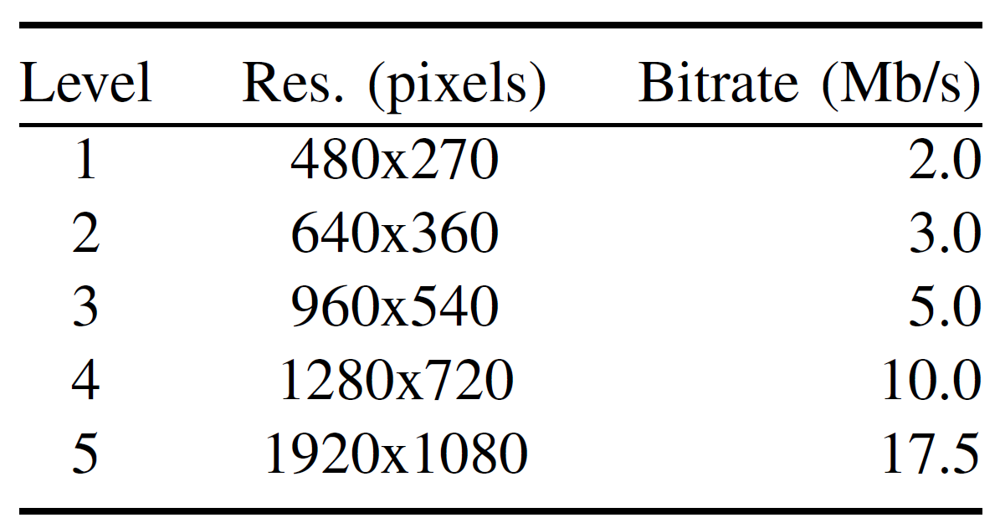 Level Res. (pixels) Bitrate (Mb/s)
1 480x270 2.0
2 640x360 3.0
3 960x540 5.0
4 1280x720 10.0
5 1920x1080 17.5